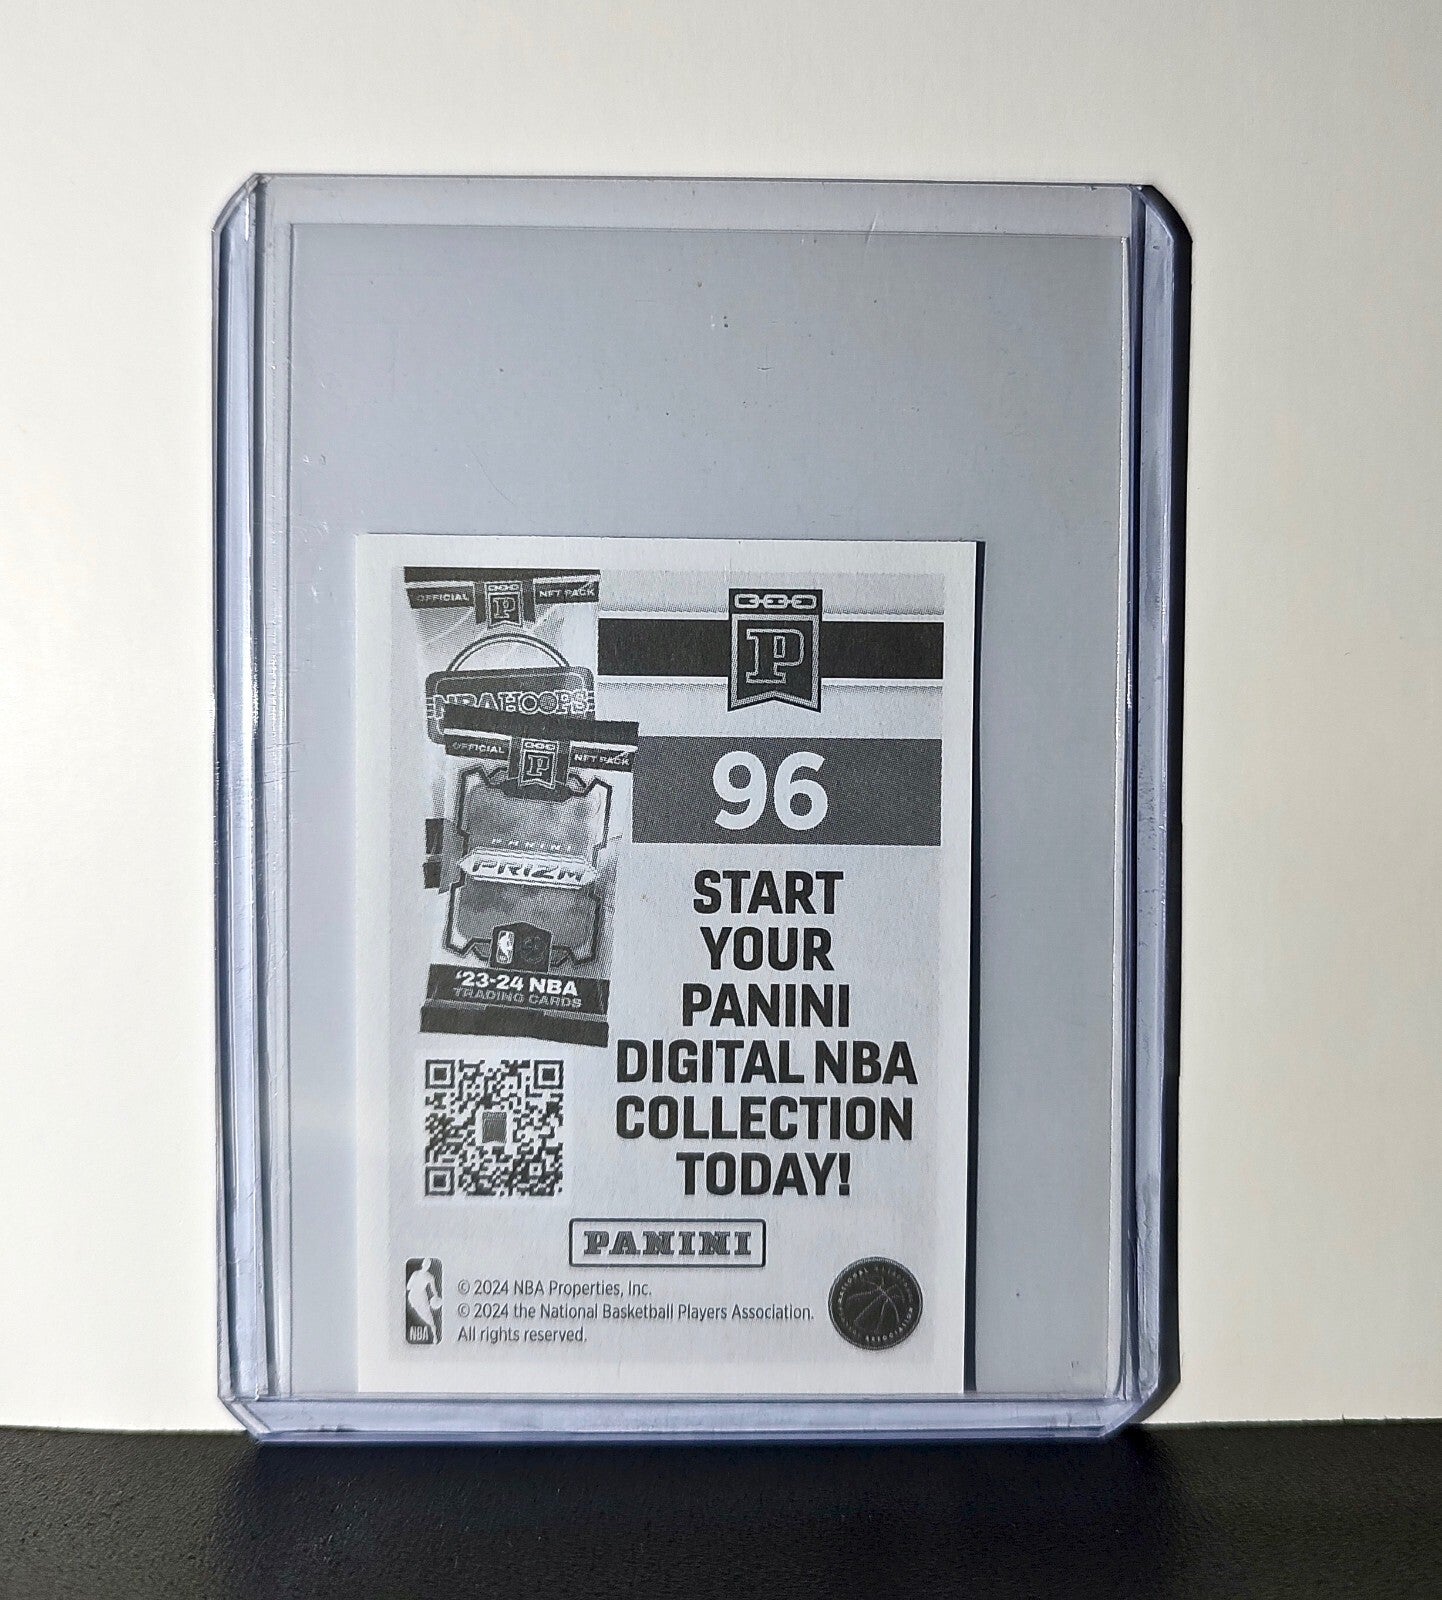 OFFICIAL P NFT PACK
NBA HOOPS
OFFICIAL P NFT PACK
PANINI
PRIZM
'23-24 NBA
TRADING CARDS
P
96
START
YOUR
PANINI
DIGITAL NBA
COLLECTION
TODAY!
PANINI
NBA
© 2024 NBA Properties, Inc.
© 2024 the National Basketball Players Association.
All rights reserved.